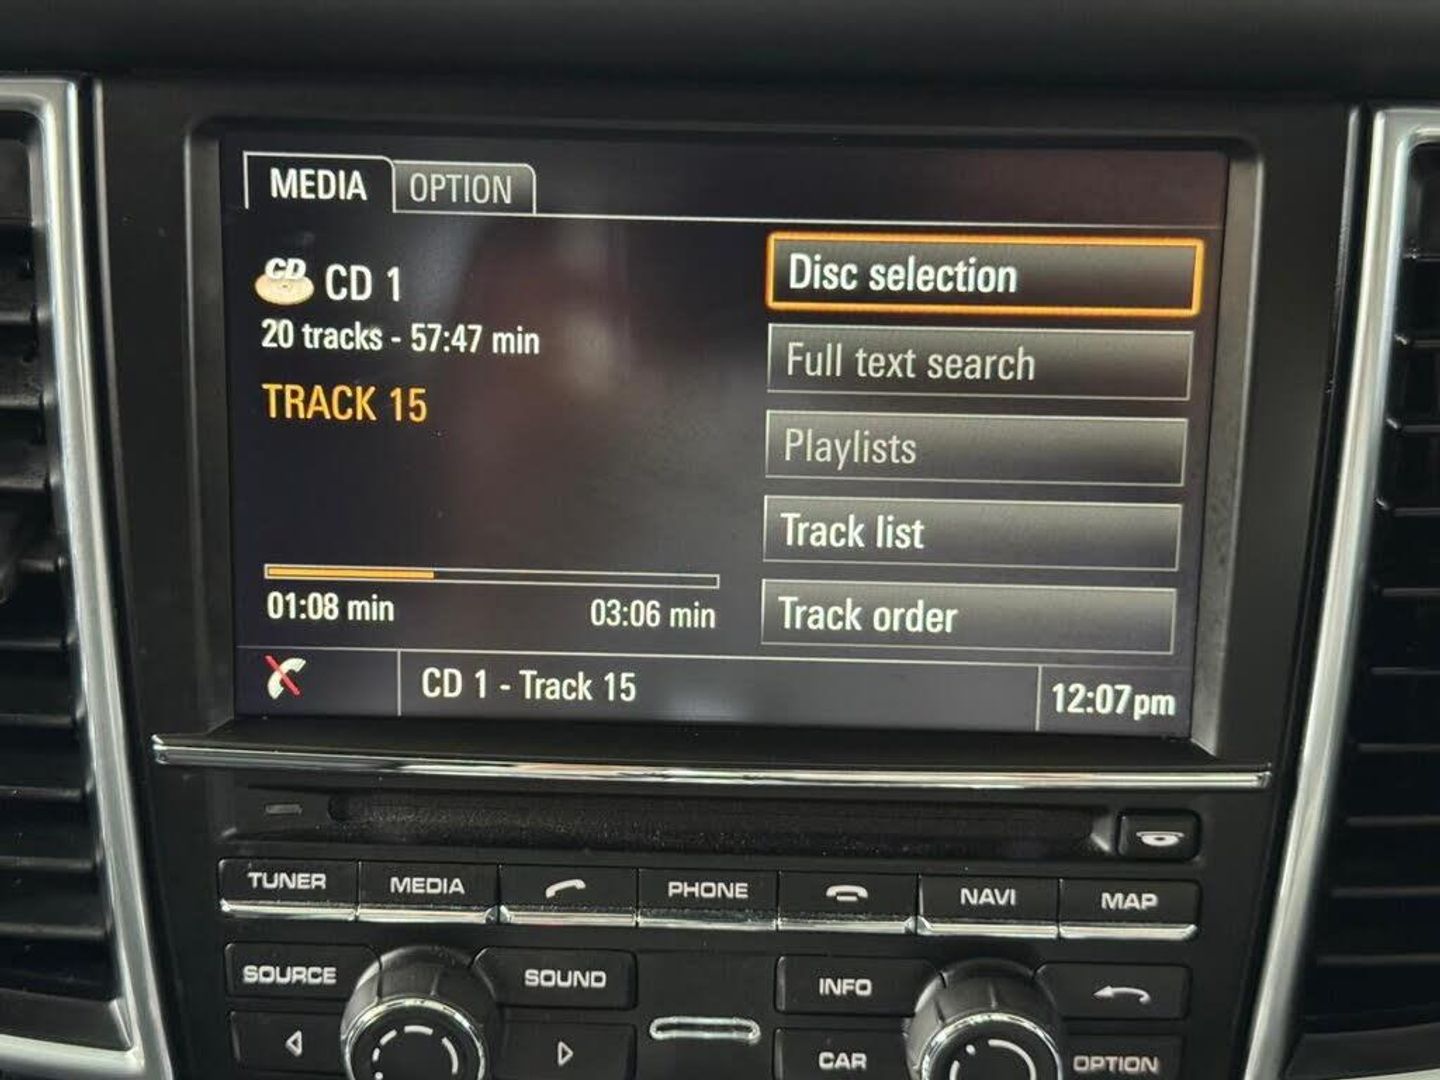 MEDIA OPTION
CD CD 1
20 tracks - 57:47 min
TRACK 15
01:08 min 03:06 min
Disc selection
Full text search
Playlists
Track list
Track order
CD 1 - Track 15 12:07pm
TUNER MEDIA PHONE NAVI MAP
SOURCE SOUND INFO
CAR OPTION